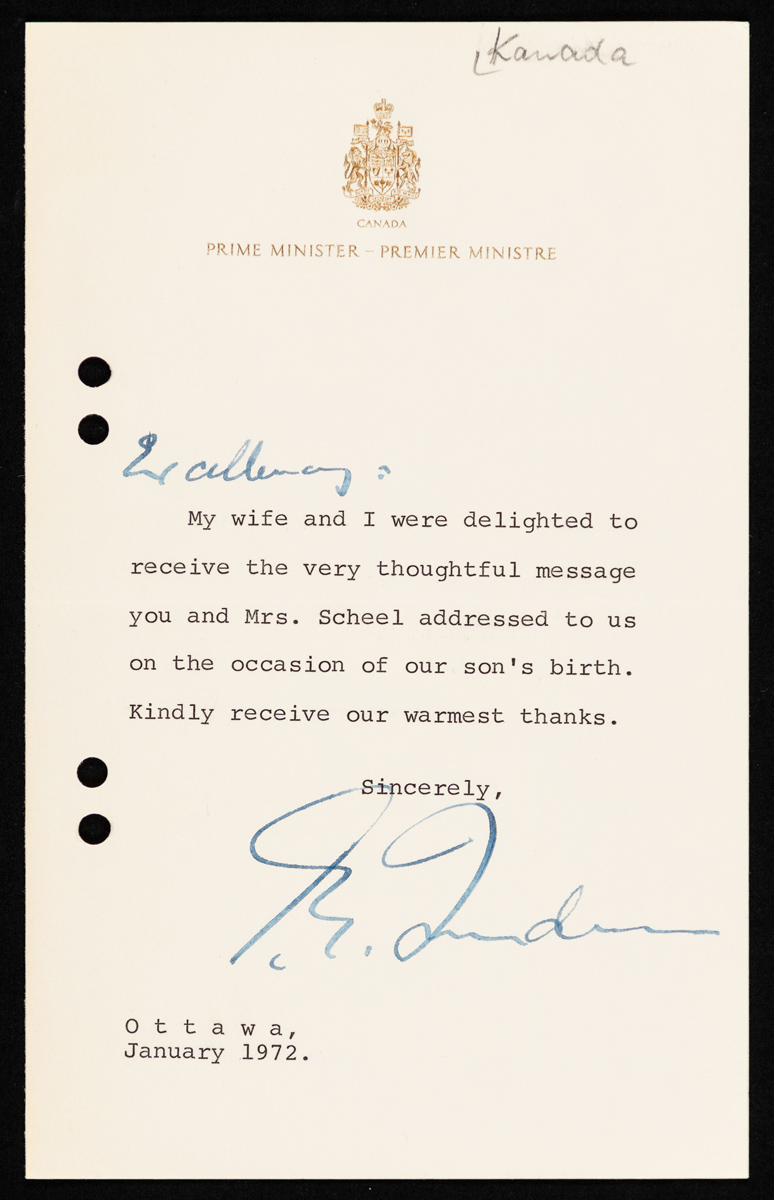 Kanada
CANADA
PRIME MINISTER – PREMIER MINISTRE
Excellency:
My wife and I were delighted to
receive the very thoughtful message
you and Mrs. Scheel addressed to us
on the occasion of our son's birth.
Kindly receive our warmest thanks.
Sincerely,
P. E. Trudeau
O t t a w a,
January 1972.